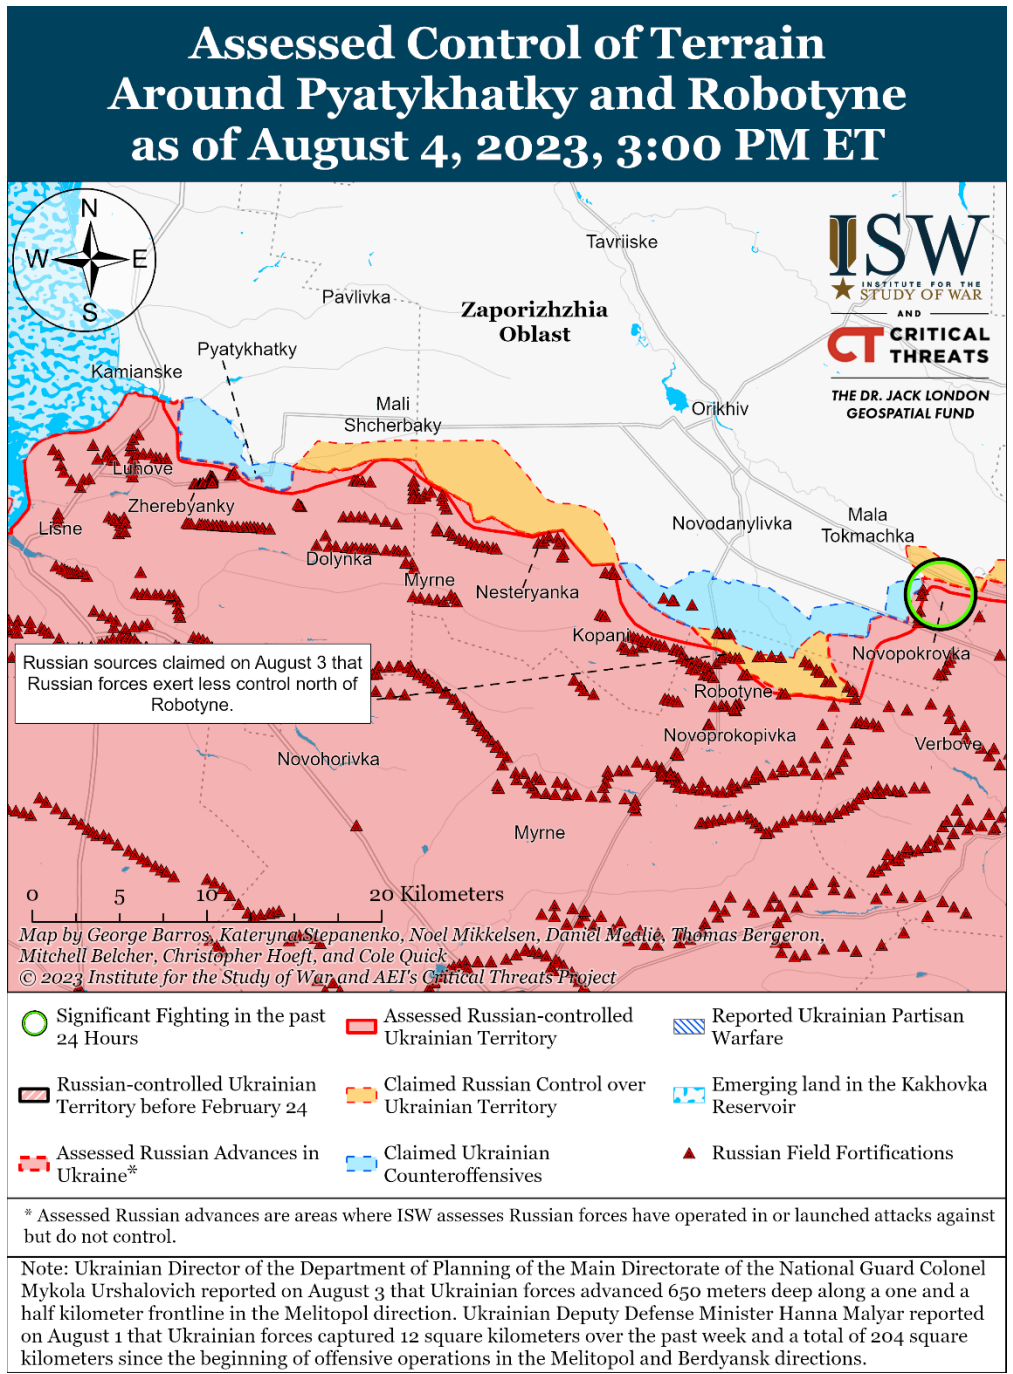 Assessed Control of Terrain
Around Pyatykhatky and Robotyne
as of August 4, 2023, 3:00 PM ET
N
W E
S
ISW
INSTITUTE FOR THE
STUDY OF WAR
AND
CT CRITICAL
THREATS
THE DR. JACK LONDON
GEOSPATIAL FUND
Tavriiske
Pavlivka
Zaporizhzhia
Oblast
Pyatykhatky
Kamianske
Mali
Shcherbaky
Orikhiv
Luhove
Zherebyanky
Lisne
Novodanylivka
Mala
Tokmachka
Dolynka
Myrne
Nesteryanka
Kopani
Novopokrovka
Russian sources claimed on August 3 that
Russian forces exert less control north of
Robotyne.
Robotyne
Novoprokopivka
Verbove
Novohorivka
Myrne
0 5 10 20 Kilometers
Map by George Barros, Kateryna Stepanenko, Noel Mikkelsen, Daniel Mealie, Thomas Bergeron,
Mitchell Belcher, Christopher Hoeft, and Cole Quick
© 2023 Institute for the Study of War and AEI's Critical Threats Project
Significant Fighting in the past
24 Hours
Assessed Russian-controlled
Ukrainian Territory
Reported Ukrainian Partisan
Warfare
Russian-controlled Ukrainian
Territory before February 24
Claimed Russian Control over
Ukrainian Territory
Emerging land in the Kakhovka
Reservoir
Assessed Russian Advances in
Ukraine*
Claimed Ukrainian
Counteroffensives
Russian Field Fortifications
* Assessed Russian advances are areas where ISW assesses Russian forces have operated in or launched attacks against
but do not control.
Note: Ukrainian Director of the Department of Planning of the Main Directorate of the National Guard Colonel
Mykola Urshalovich reported on August 3 that Ukrainian forces advanced 650 meters deep along a one and a
half kilometer frontline in the Melitopol direction. Ukrainian Deputy Defense Minister Hanna Malyar reported
on August 1 that Ukrainian forces captured 12 square kilometers over the past week and a total of 204 square
kilometers since the beginning of offensive operations in the Melitopol and Berdyansk directions.